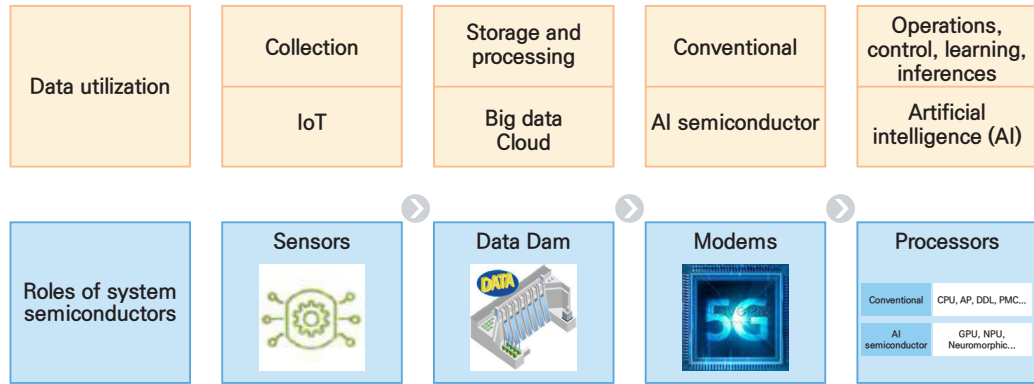 Data utilization
Collection
IoT
Storage and
processing
Big data
Cloud
Conventional
AI semiconductor
Operations,
control, learning,
inferences
Artificial
intelligence (AI)
Roles of system
semiconductors
Sensors
Data Dam
DATA
Modems
5G
Processors
Conventional
CPU, AP, DDL, PMC...
AI
semiconductor
GPU, NPU,
Neuromorphic...